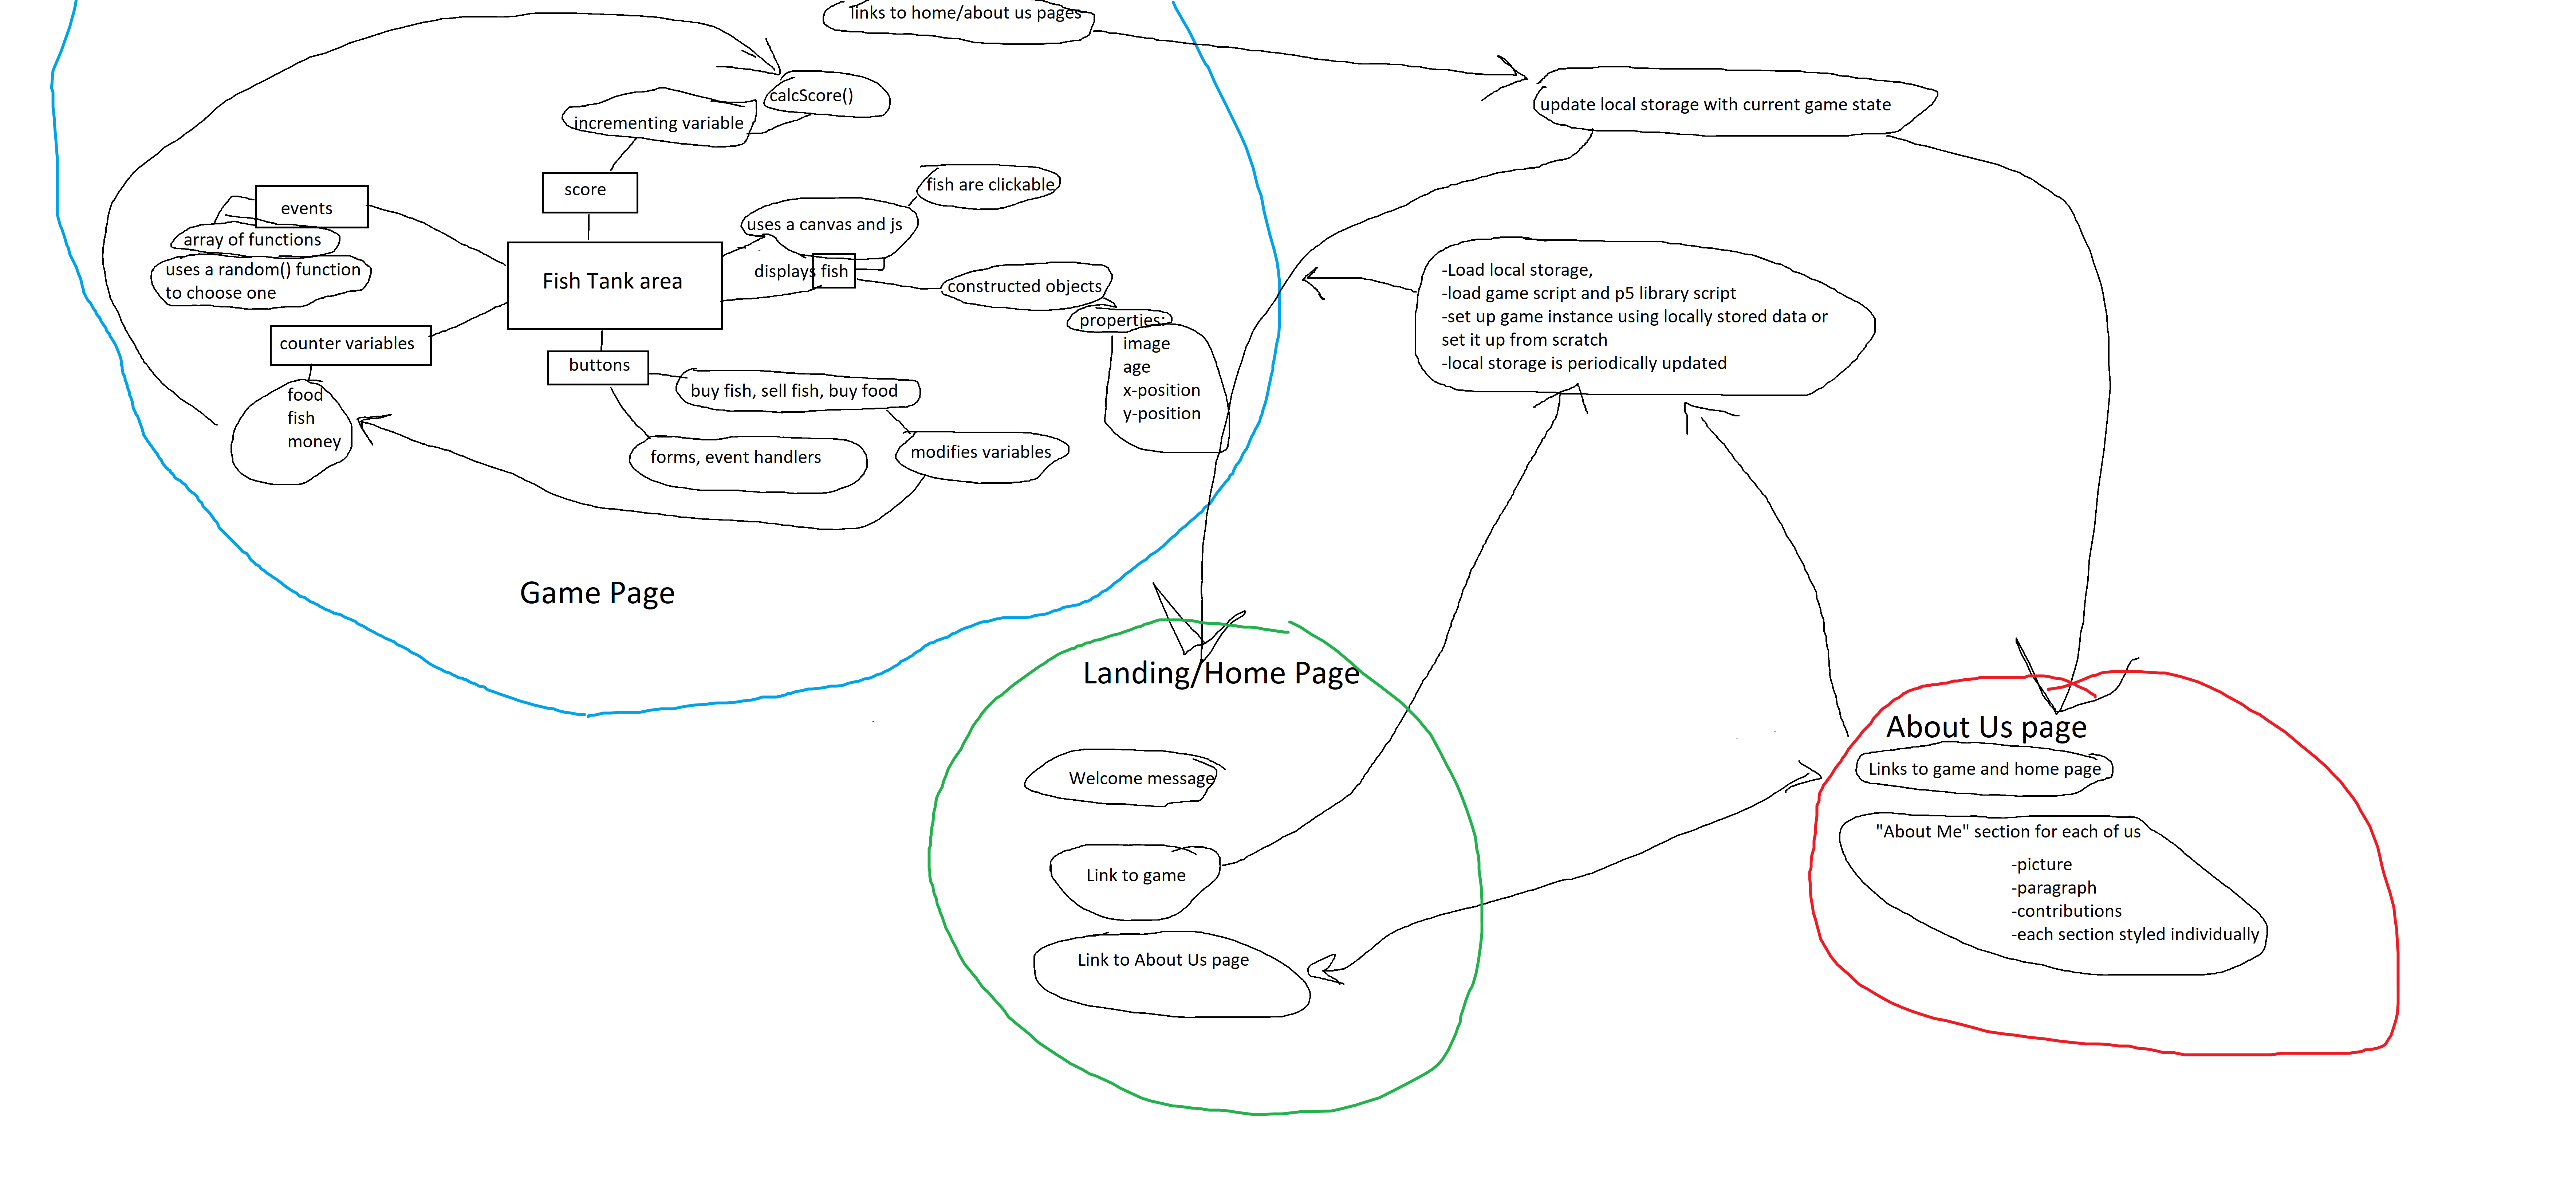 links to home/about us pages
calcScore()
incrementing variable
score
events
array of functions
uses a random() function
to choose one
counter variables
food
fish
money
Fish Tank area
uses a canvas and js
fish are clickable
displays fish
constructed objects
properties:
image
age
x-position
y-position
buttons
buy fish, sell fish, buy food
forms, event handlers
modifies variables
Game Page
update local storage with current game state
-Load local storage,
-load game script and p5 library script
-set up game instance using locally stored data or
set it up from scratch
-local storage is periodically updated
Landing/Home Page
Welcome message
Link to game
Link to About Us page
About Us page
Links to game and home page
"About Me" section for each of us
-picture
-paragraph
-contributions
-each section styled individually